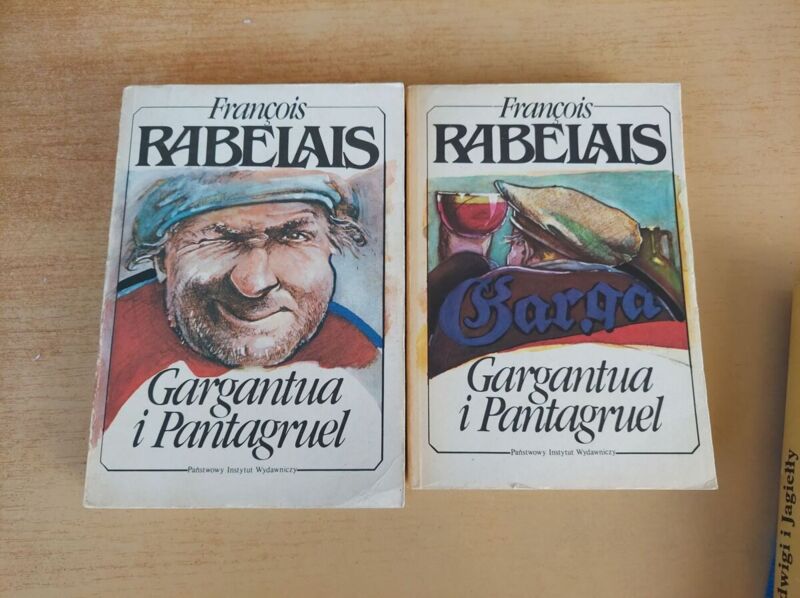 François
RABELAIS
Gargantua
i Pantagruel
Państwowy Instytut Wydawniczy
François
RABELAIS
Garga
Gargantua
i Pantagruel
Państwowy Instytut Wydawniczy
dwigi i Jagiełły